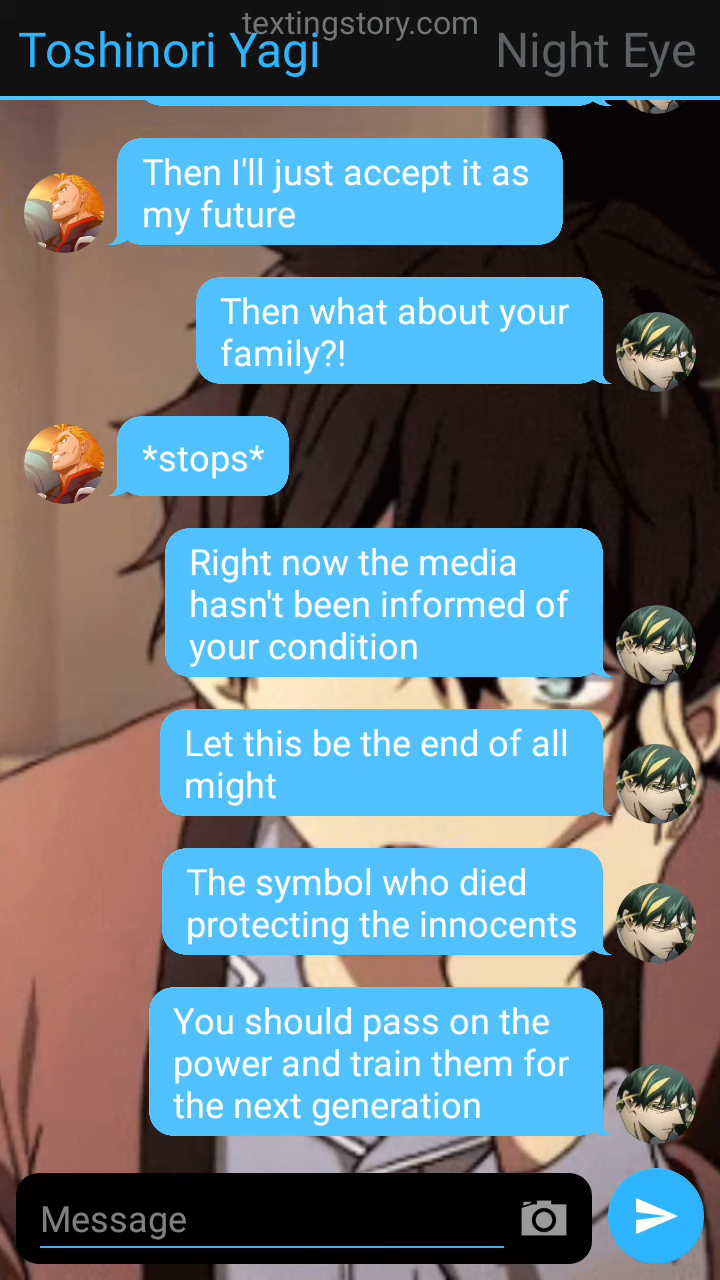 textingstory.com
Toshinori Yagi
Night Eye
Then I'll just accept it as
my future
Then what about your
family?!
*stops*
Right now the media
hasn't been informed of
your condition
Let this be the end of all
might
The symbol who died
protecting the innocents
You should pass on the
power and train them for
the next generation
Message